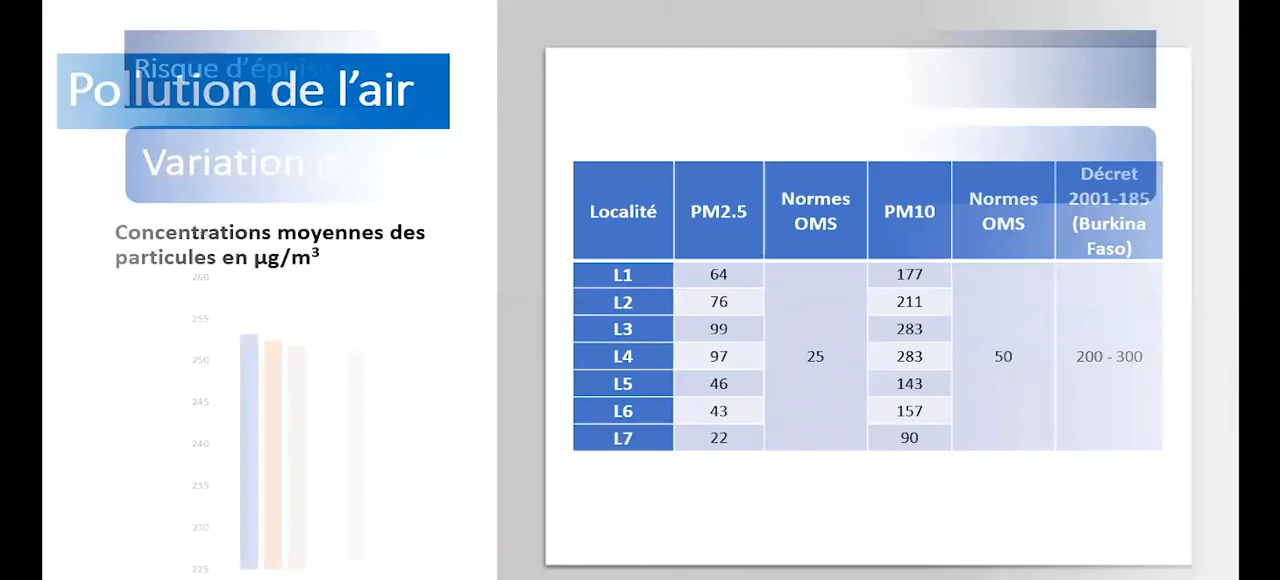 Risque d'épuise
Pollution de l'air
Variation
Concentrations moyennes des
particules en µg/m³
260
255
250
245
240
235
230
225
Localité PM2.5 Normes OMS PM10 Normes OMS Décret 2001-185 (Burkina Faso)
L1 64 177
L2 76 211
L3 99 283
L4 97 25 283 50 200 - 300
L5 46 143
L6 43 157
L7 22 90